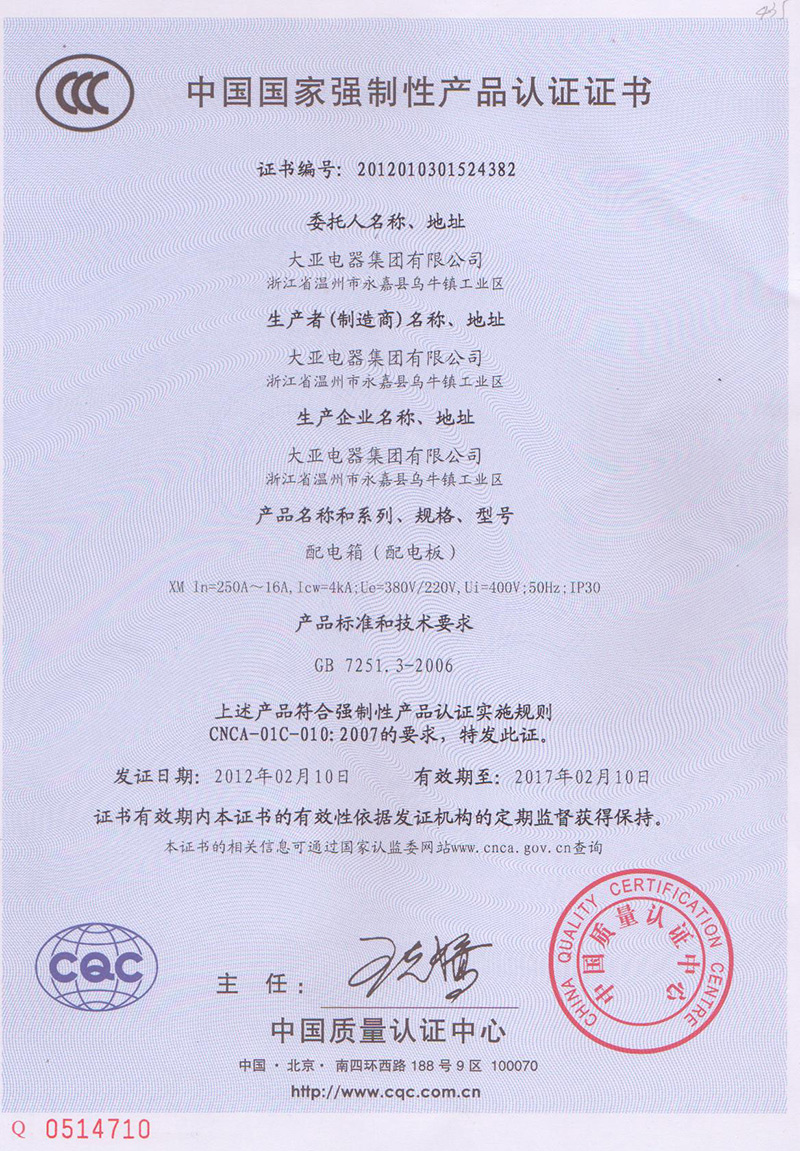 中国国家强制性产品认证证书
证书编号：2012010301524382
委托人名称、地址
大亚电器集团有限公司
浙江省温州市永嘉县乌牛镇工业区
生产者(制造商)名称、地址
大亚电器集团有限公司
浙江省温州市永嘉县乌牛镇工业区
生产企业名称、地址
大亚电器集团有限公司
浙江省温州市永嘉县乌牛镇工业区
产品名称和系列、规格、型号
配电箱（配电板）
XM In=250A～16A,Icw=4kA;Ue=380V/220V,Ui=400V;50Hz;IP30
产品标准和技术要求
GB 7251.3-2006
上述产品符合强制性产品认证实施规则
CNCA-01C-010:2007的要求，特发此证。
发证日期：2012年02月10日 有效期至：2017年02月10日
证书有效期内本证书的有效性依据发证机构的定期监督获得保持。
本证书的相关信息可通过国家认监委网站www.cnca.gov.cn查询
CQC
主 任：
CHINA QUALITY CERTIFICATION CENTRE
中国质量认证中心
中国质量认证中心
中国·北京·南四环西路188号9区 100070
http://www.cqc.com.cn
Q 0514710